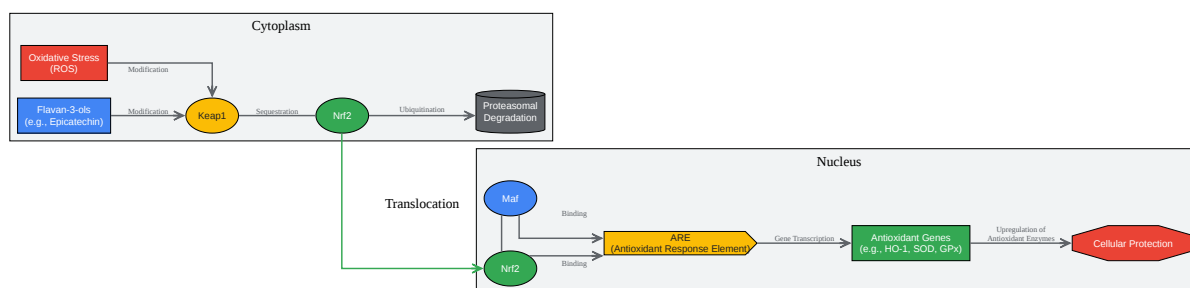 Cytoplasm
Oxidative Stress
(ROS)
Modification
Flavan-3-ols
(e.g., Epicatechin)
Modification
Keap1
Sequestration
Nrf2
Ubiquitination
Proteasomal
Degradation
Translocation
Nucleus
Maf
Nrf2
Binding
Binding
ARE
(Antioxidant Response Element)
Gene Transcription
Antioxidant Genes
(e.g., HO-1, SOD, GPx)
Upregulation of
Antioxidant Enzymes
Cellular Protection